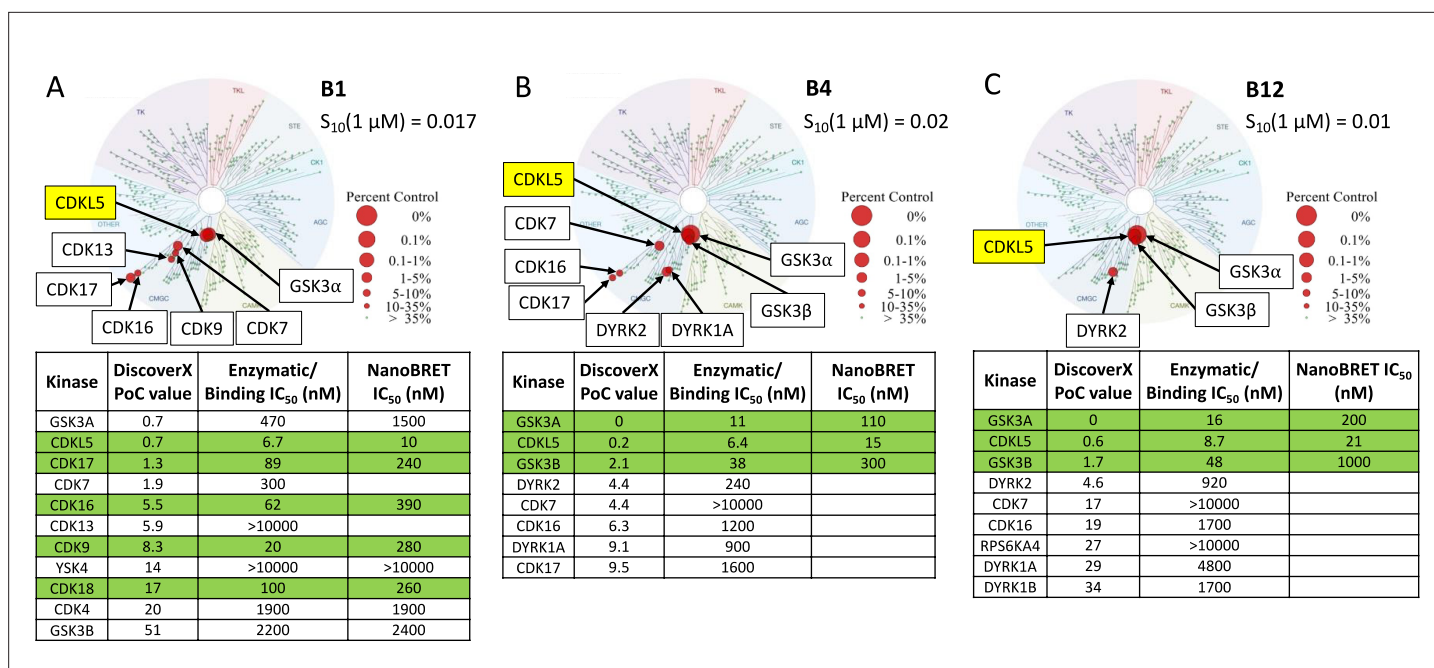 A
B1
S10(1 µM) = 0.017
TK
TKL
STE
CK1
AGC
CAMK
CMGC
OTHER
CDKL5
CDK13
CDK17
CDK16
CDK9
CDK7
GSK3α
Percent Control
0%
0.1%
0.1-1%
1-5%
5-10%
10-35%
> 35%
Kinase DiscoverX PoC value Enzymatic/ Binding IC50 (nM) NanoBRET IC50 (nM)
GSK3A 0.7 470 1500
CDKL5 0.7 6.7 10
CDK17 1.3 89 240
CDK7 1.9 300
CDK16 5.5 62 390
CDK13 5.9 >10000
CDK9 8.3 20 280
YSK4 14 >10000 >10000
CDK18 17 100 260
CDK4 20 1900 1900
GSK3B 51 2200 2400
B
B4
S10(1 µM) = 0.02
TK
TKL
STE
CK1
AGC
CAMK
CMGC
OTHER
CDKL5
CDK7
CDK16
CDK17
DYRK2
DYRK1A
GSK3β
GSK3α
Percent Control
0%
0.1%
0.1-1%
1-5%
5-10%
10-35%
> 35%
Kinase DiscoverX PoC value Enzymatic/ Binding IC50 (nM) NanoBRET IC50 (nM)
GSK3A 0 11 110
CDKL5 0.2 6.4 15
GSK3B 2.1 38 300
DYRK2 4.4 240
CDK7 4.4 >10000
CDK16 6.3 1200
DYRK1A 9.1 900
CDK17 9.5 1600
C
B12
S10(1 µM) = 0.01
TK
TKL
STE
CK1
AGC
CAMK
CMGC
OTHER
CDKL5
DYRK2
GSK3β
GSK3α
Percent Control
0%
0.1%
0.1-1%
1-5%
5-10%
10-35%
> 35%
Kinase DiscoverX PoC value Enzymatic/ Binding IC50 (nM) NanoBRET IC50 (nM)
GSK3A 0 16 200
CDKL5 0.6 8.7 21
GSK3B 1.7 48 1000
DYRK2 4.6 920
CDK7 17 >10000
CDK16 19 1700
RPS6KA4 27 >10000
DYRK1A 29 4800
DYRK1B 34 1700